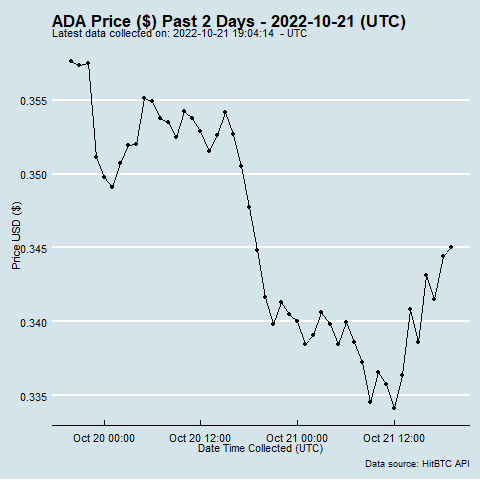 ADA Price ($) Past 2 Days - 2022-10-21 (UTC)
Latest data collected on: 2022-10-21 19:04:14  - UTC
Price USD ($)
0.355
0.350
0.345
0.340
0.335
Oct 20 00:00 Oct 20 12:00 Oct 21 00:00 Oct 21 12:00
Date Time Collected (UTC)
Data source: HitBTC API